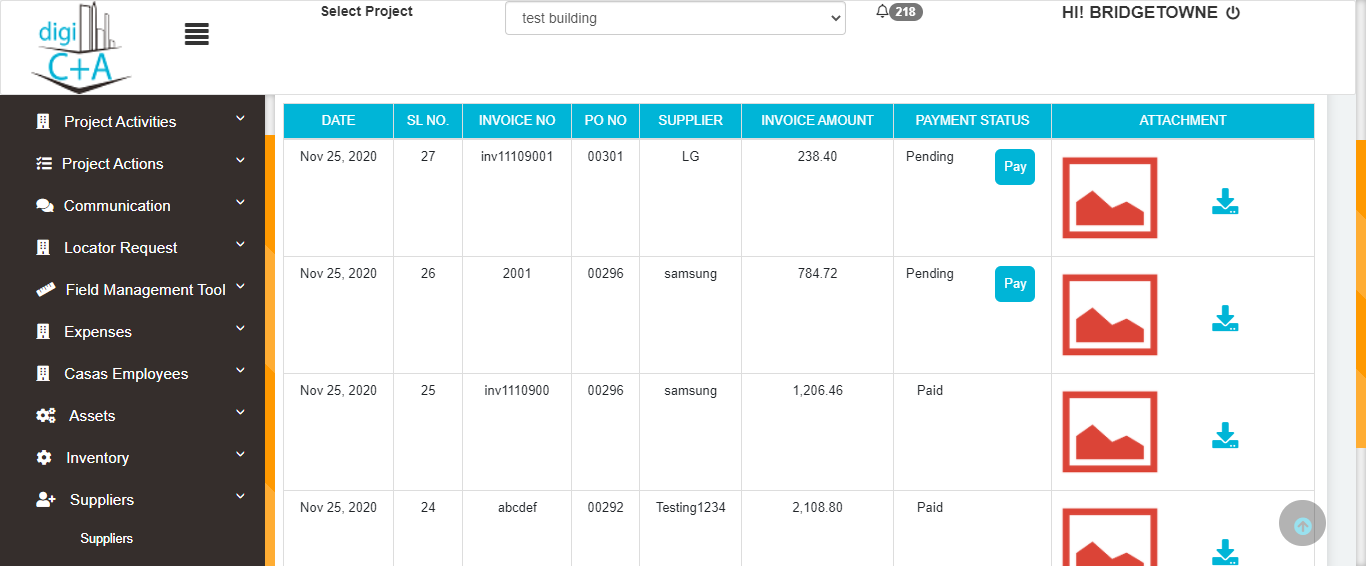 digi
C+A
Select Project
test building
218
HI! BRIDGETOWNE
Project Activities
Project Actions
Communication
Locator Request
Field Management Tool
Expenses
Casas Employees
Assets
Inventory
Suppliers
Suppliers
DATE SL NO. INVOICE NO PO NO SUPPLIER INVOICE AMOUNT PAYMENT STATUS ATTACHMENT
Nov 25, 2020 27 inv11109001 00301 LG 238.40 Pending Pay
Nov 25, 2020 26 2001 00296 samsung 784.72 Pending Pay
Nov 25, 2020 25 inv1110900 00296 samsung 1,206.46 Paid
Nov 25, 2020 24 abcdef 00292 Testing1234 2,108.80 Paid